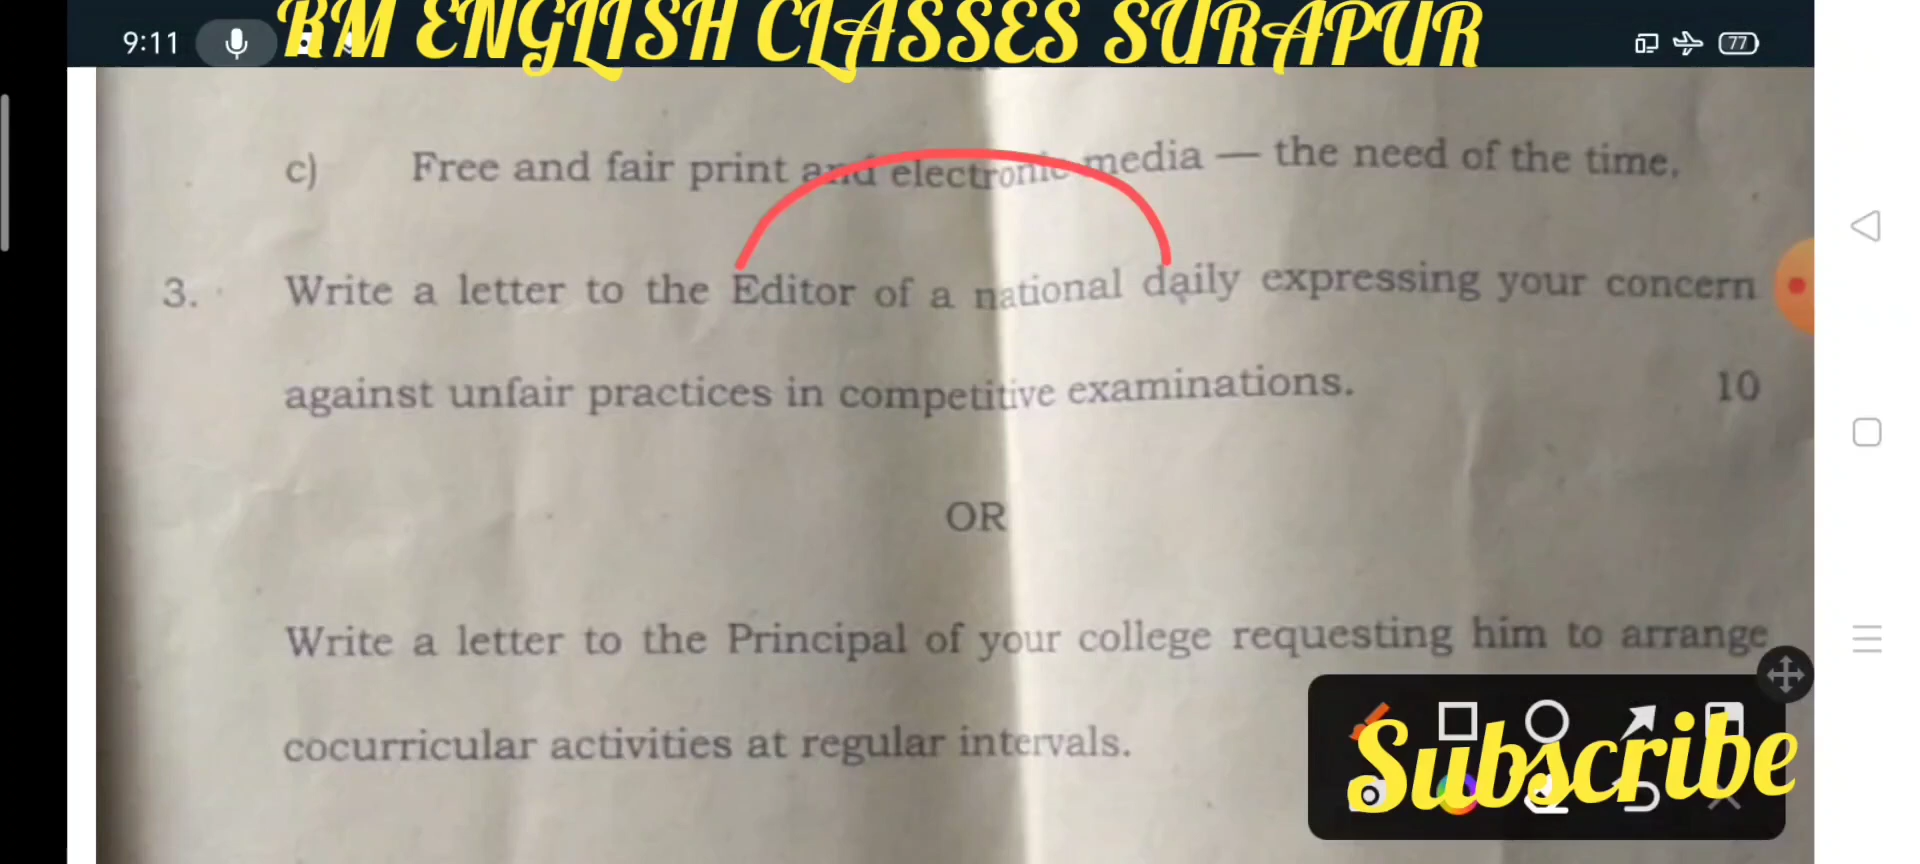 9:11 RM ENGLISH CLASSES SURAPUR 77
c) Free and fair print and electronic media — the need of the time.
3. Write a letter to the Editor of a national daily expressing your concern
against unfair practices in competitive examinations. 10
OR
Write a letter to the Principal of your college requesting him to arrange
cocurricular activities at regular intervals.
Subscribe